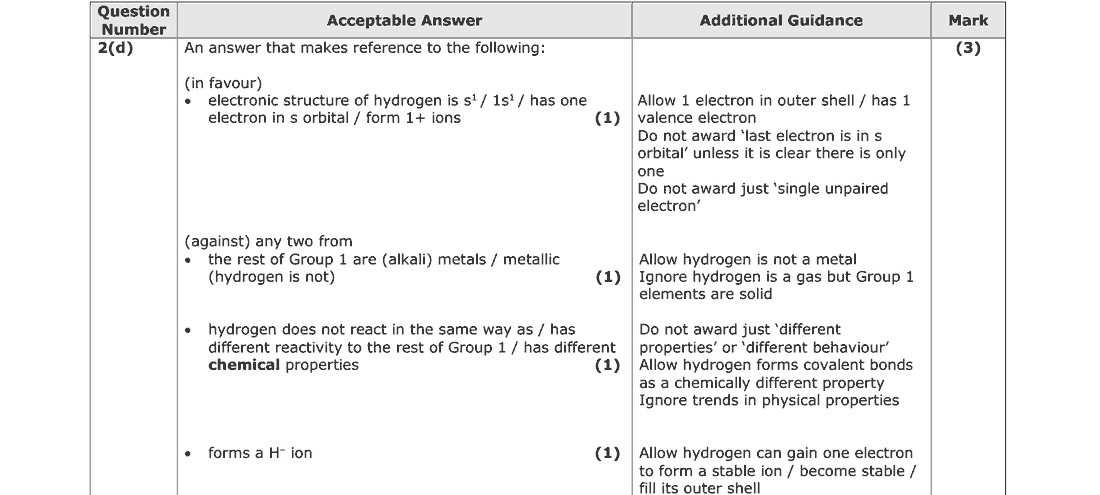 Question
Number
Acceptable Answer
Additional Guidance
Mark
2(d)
An answer that makes reference to the following:
(3)
(in favour)
• electronic structure of hydrogen is s¹ / 1s¹ / has one
electron in s orbital / form 1+ ions (1)
Allow 1 electron in outer shell / has 1
valence electron
Do not award ‘last electron is in s
orbital’ unless it is clear there is only
one
Do not award just ‘single unpaired
electron’
(against) any two from
• the rest of Group 1 are (alkali) metals / metallic
(hydrogen is not) (1)
Allow hydrogen is not a metal
Ignore hydrogen is a gas but Group 1
elements are solid
• hydrogen does not react in the same way as / has
different reactivity to the rest of Group 1 / has different
chemical properties (1)
Do not award just ‘different
properties’ or ‘different behaviour’
Allow hydrogen forms covalent bonds
as a chemically different property
Ignore trends in physical properties
• forms a H⁻ ion (1)
Allow hydrogen can gain one electron
to form a stable ion / become stable /
fill its outer shell